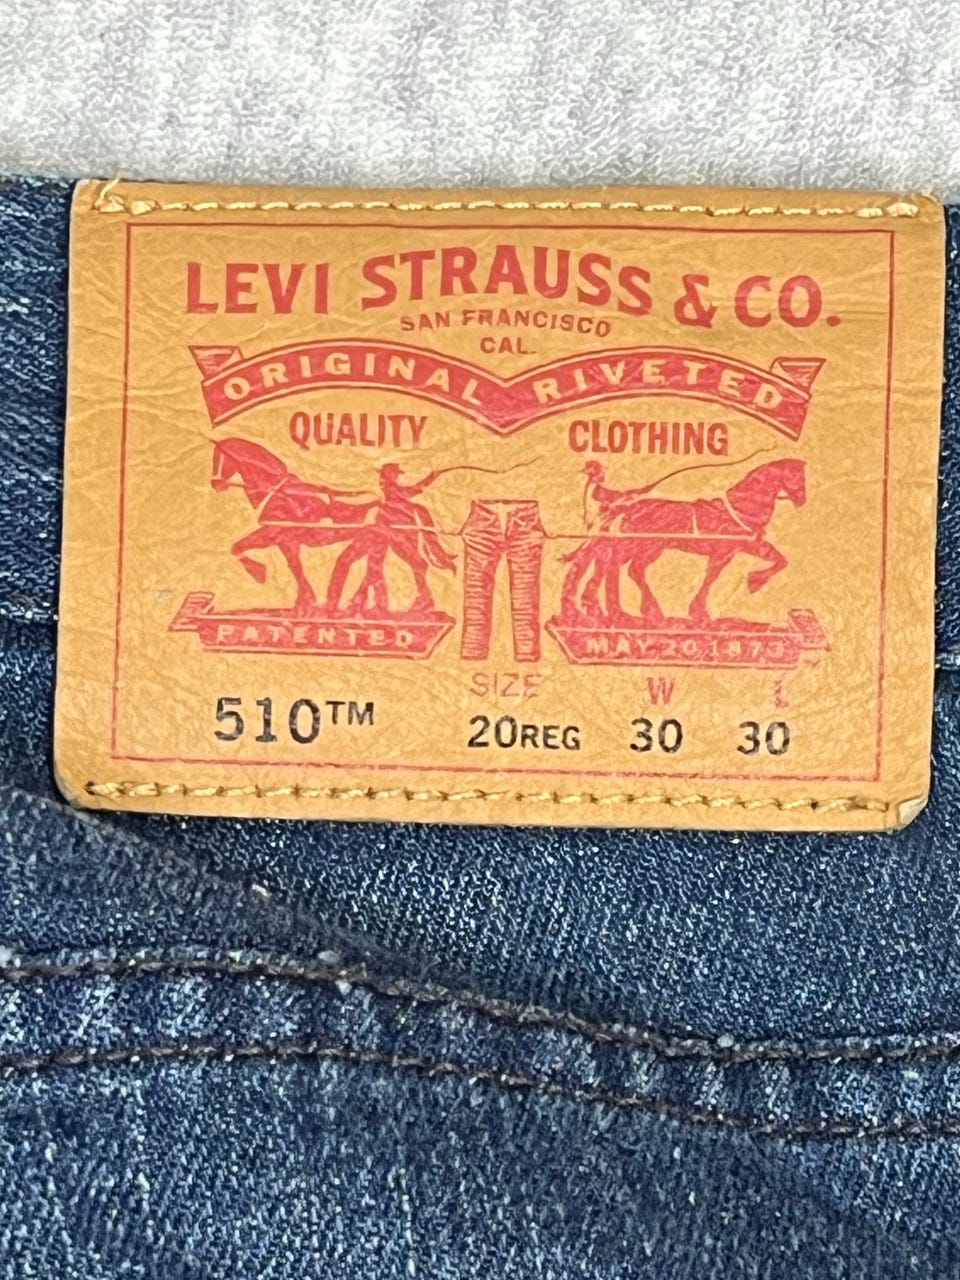 LEVI STRAUSS & CO.
SAN FRANCISCO
CAL.
ORIGINAL RIVETED
QUALITY CLOTHING
PATENTED MAY 20 1873
SIZE W L
510™ 20REG 30 30